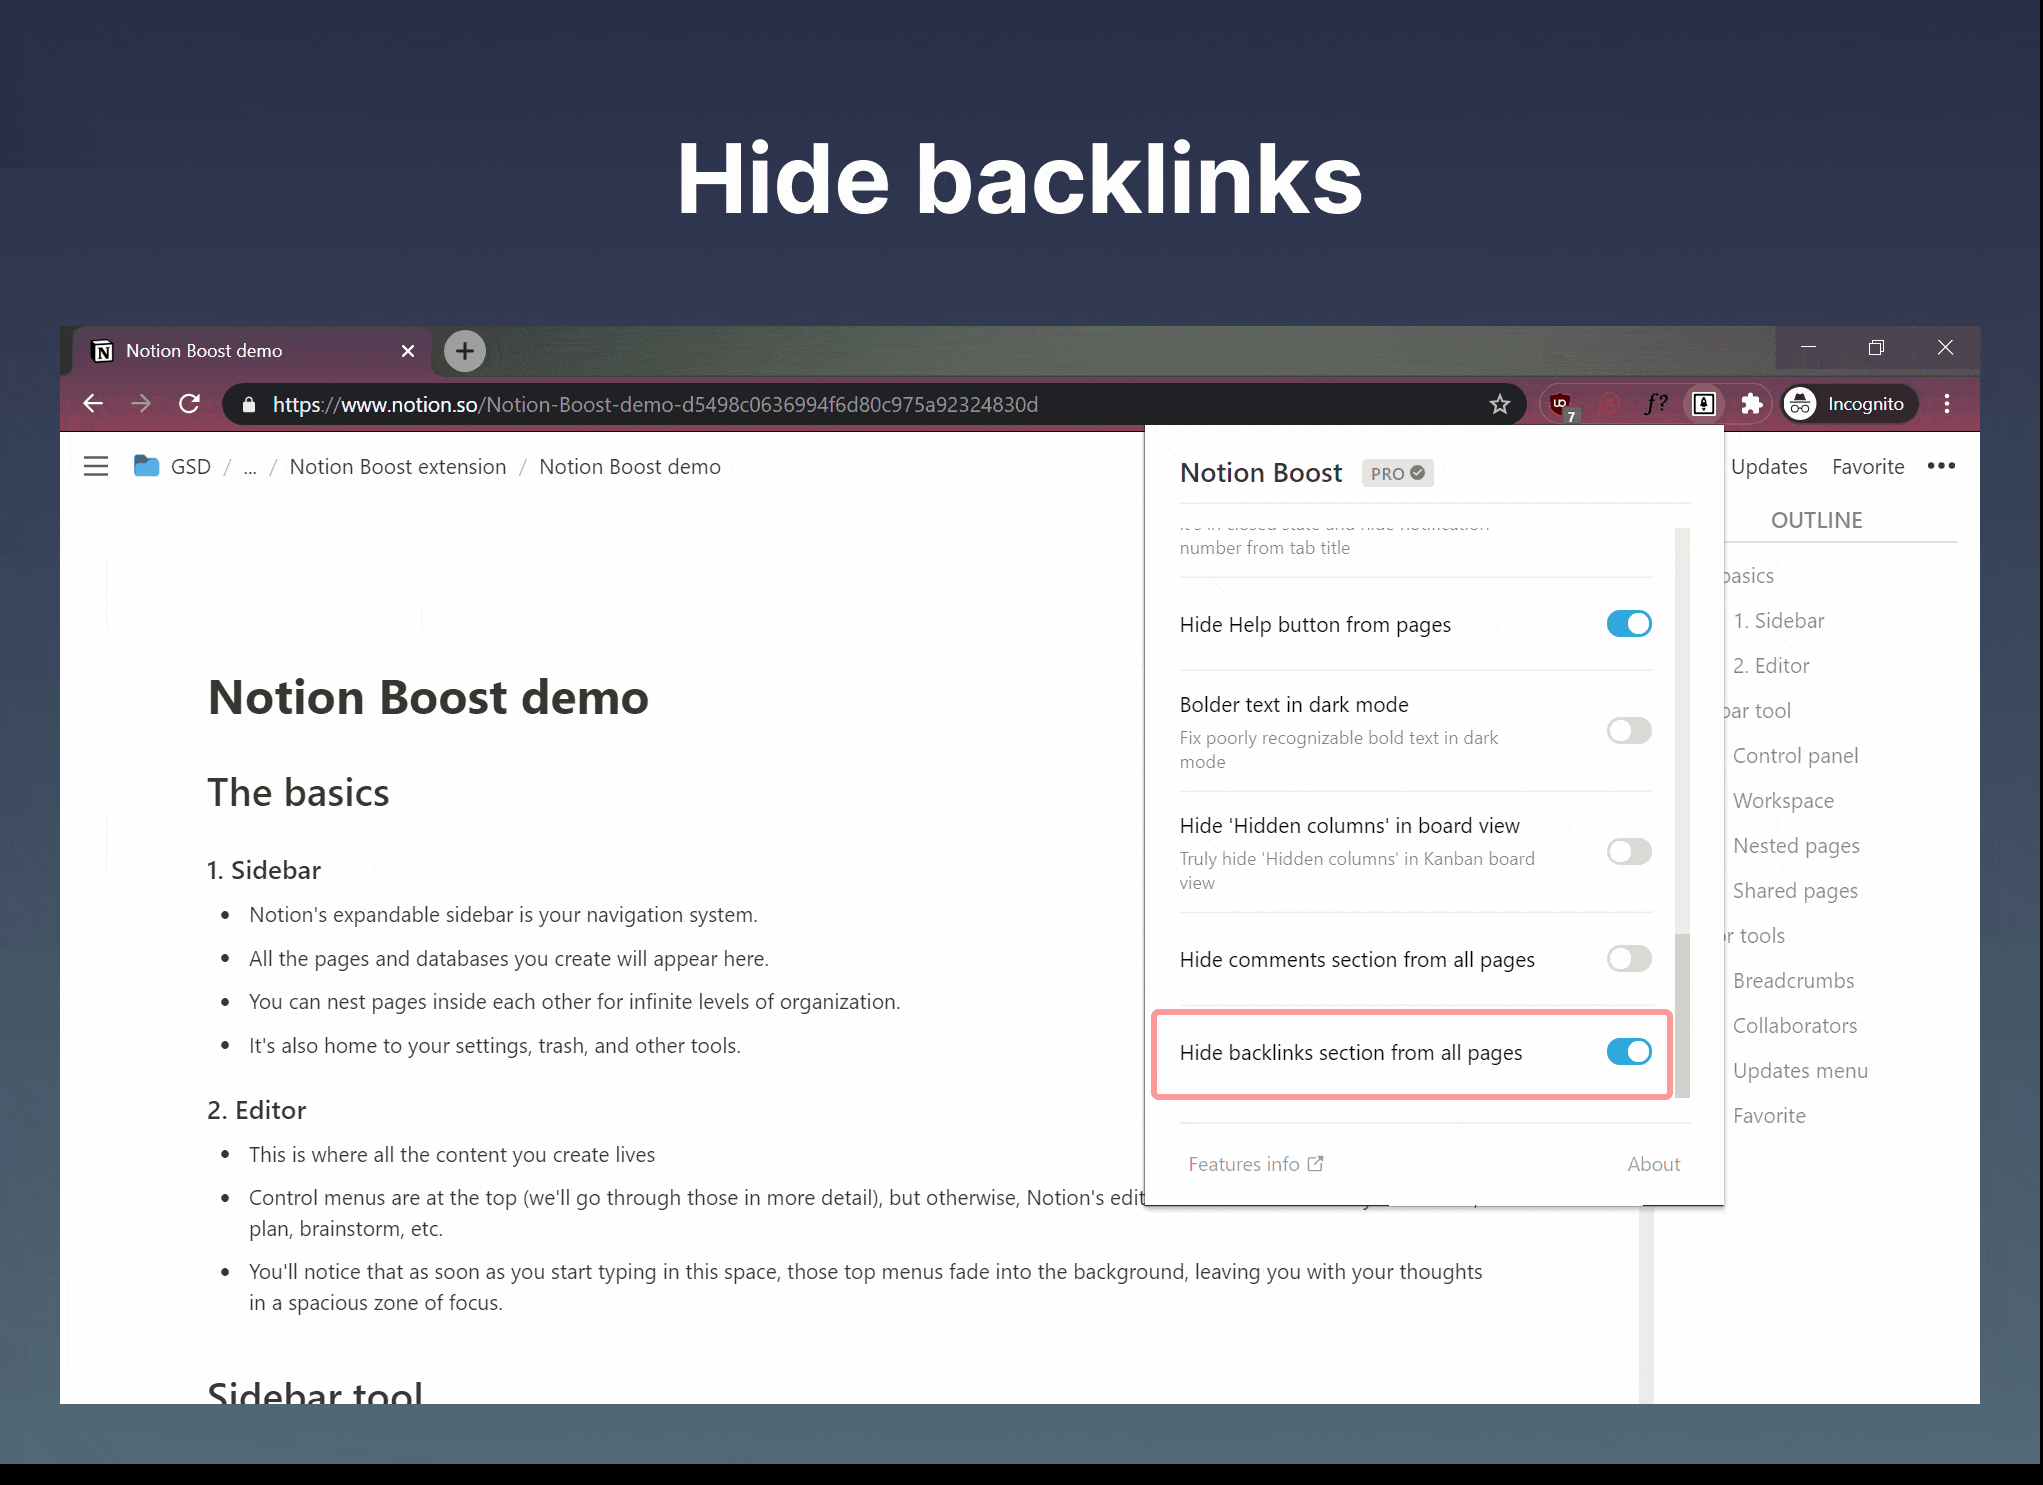 Hide backlinks
Notion Boost demo
https://www.notion.so/Notion-Boost-demo-d5498c0636994f6d80c975a92324830d
7
f?
Incognito
GSD / ... / Notion Boost extension / Notion Boost demo
Updates Favorite
Notion Boost demo
The basics
1. Sidebar
Notion's expandable sidebar is your navigation system.
All the pages and databases you create will appear here.
You can nest pages inside each other for infinite levels of organization.
It's also home to your settings, trash, and other tools.
2. Editor
This is where all the content you create lives
Control menus are at the top (we'll go through those in more detail), but otherwise, Notion's edit
plan, brainstorm, etc.
You'll notice that as soon as you start typing in this space, those top menus fade into the background, leaving you with your thoughts
in a spacious zone of focus.
Sidebar tool
Notion Boost PRO
it's in closed state and hide notification
number from tab title
Hide Help button from pages
Bolder text in dark mode
Fix poorly recognizable bold text in dark
mode
Hide 'Hidden columns' in board view
Truly hide 'Hidden columns' in Kanban board
view
Hide comments section from all pages
Hide backlinks section from all pages
Features info About
OUTLINE
basics
1. Sidebar
2. Editor
bar tool
Control panel
Workspace
Nested pages
Shared pages
r tools
Breadcrumbs
Collaborators
Updates menu
Favorite